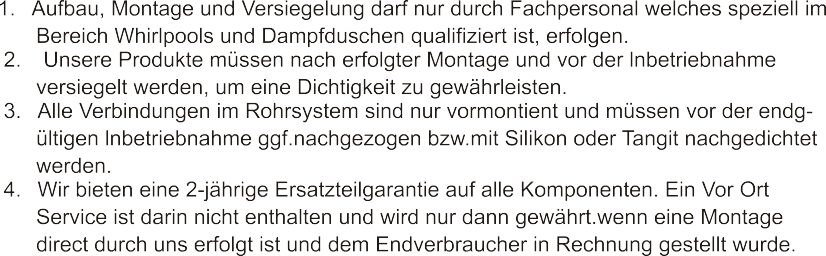 1. Aufbau, Montage und Versiegelung darf nur durch Fachpersonal welches speziell im
Bereich Whirlpools und Dampfduschen qualifiziert ist, erfolgen.
2. Unsere Produkte müssen nach erfolgter Montage und vor der Inbetriebnahme
versiegelt werden, um eine Dichtigkeit zu gewährleisten.
3. Alle Verbindungen im Rohrsystem sind nur vormontient und müssen vor der endg-
ültigen Inbetriebnahme ggf.nachgezogen bzw.mit Silikon oder Tangit nachgedichtet
werden.
4. Wir bieten eine 2-jährige Ersatzteilgarantie auf alle Komponenten. Ein Vor Ort
Service ist darin nicht enthalten und wird nur dann gewährt.wenn eine Montage
direct durch uns erfolgt ist und dem Endverbraucher in Rechnung gestellt wurde.